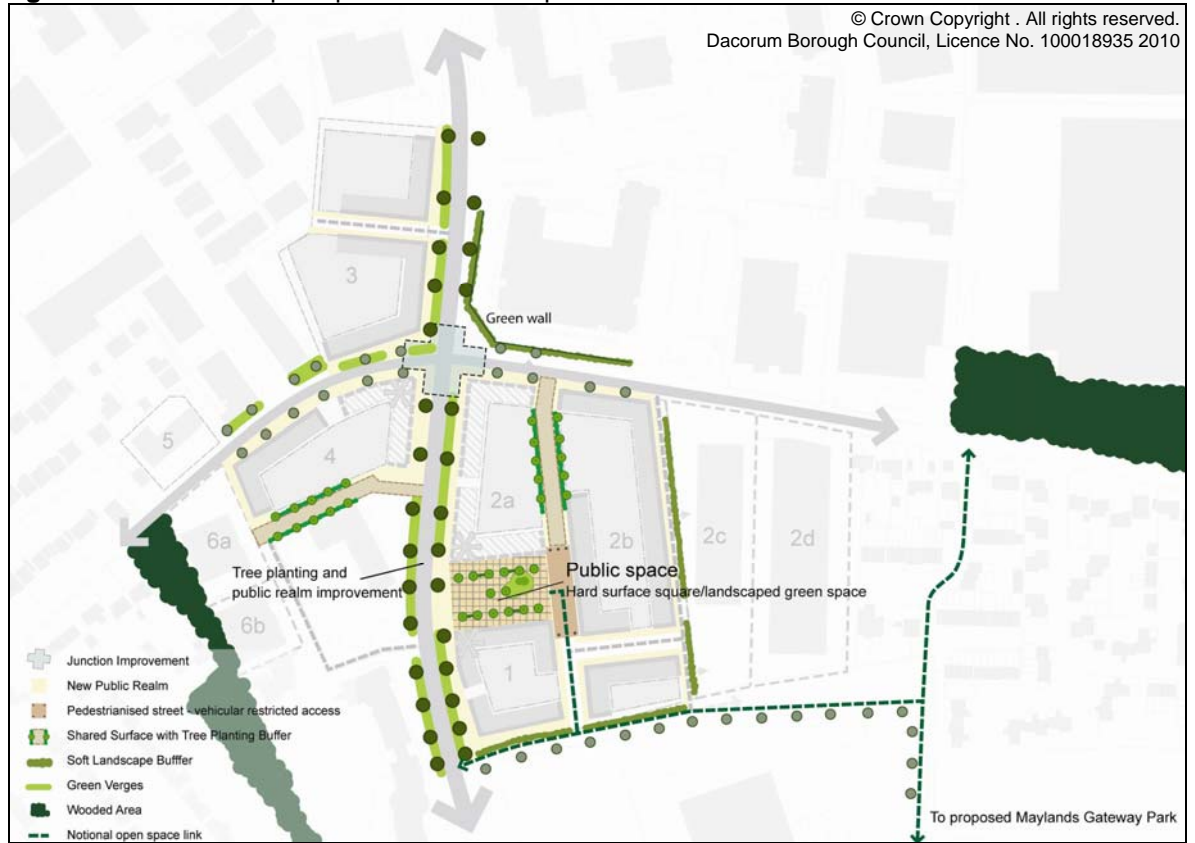 © Crown Copyright . All rights reserved.
Dacorum Borough Council, Licence No. 100018935 2010
3
Green wall
5
4
2a
2b
2c
2d
6a
Tree planting and
public realm improvement
Public space
Hard surface square/landscaped green space
6b
1
Junction Improvement
New Public Realm
Pedestrianised street - vehicular restricted access
Shared Surface with Tree Planting Buffer
Soft Landscape Bufffer
Green Verges
Wooded Area
Notional open space link
To proposed Maylands Gateway Park